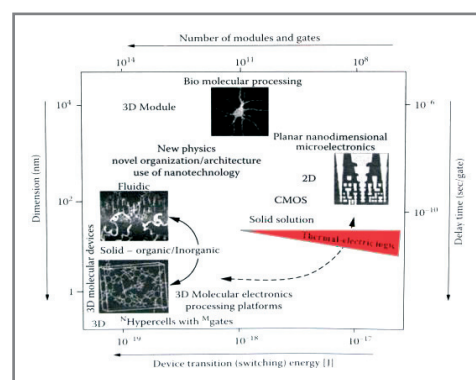 Number of modules and gates
10^14 10^11 10^8
Bio molecular processing
10^4
3D Module
10^-6
Planar nanodimensional
microelectronics
New physics
novel organization/architecture
use of nanotechnology
2D
Fluidic
CMOS
Dimension (nm)
10^2
10^-10
Delay time (sec/gate)
Solid solution
Thermal electric
Solid – organic/Inorganic
3D molecular devices
3D Molecular electronics
processing platforms
1
3D ^NHypercells with ^Mgates
10^-19 10^-18 10^-17
Device transition (switching) energy [J]